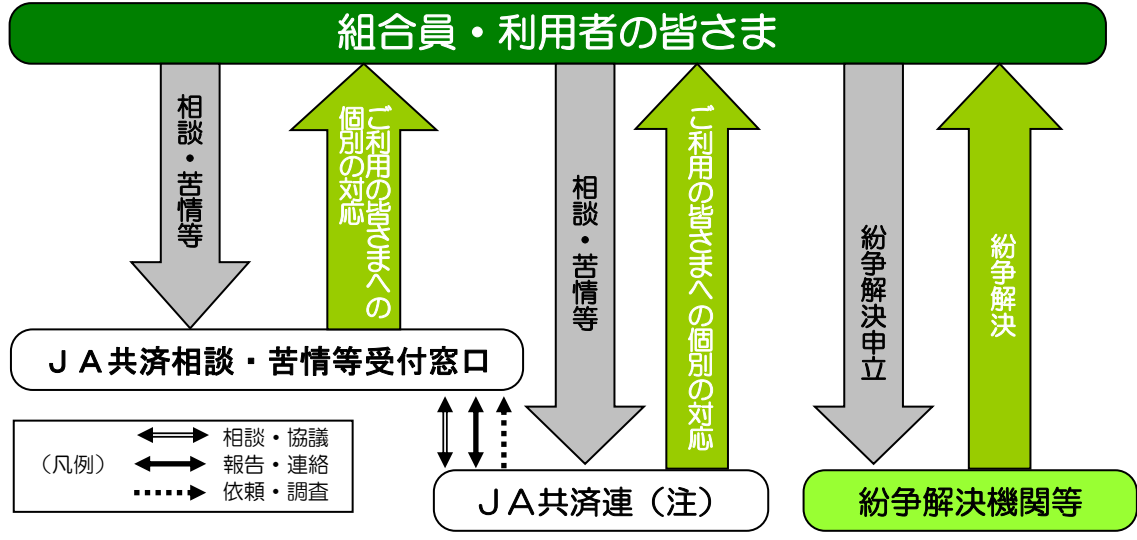 組合員・利用者の皆さま
相談・苦情等
ご利用の皆さまへの
個別の対応
相談・苦情等
ご利用の皆さまへの個別の対応
紛争解決申立
紛争解決
ＪＡ共済相談・苦情等受付窓口
（凡例）
相談・協議
報告・連絡
依頼・調査
ＪＡ共済連（注）
紛争解決機関等